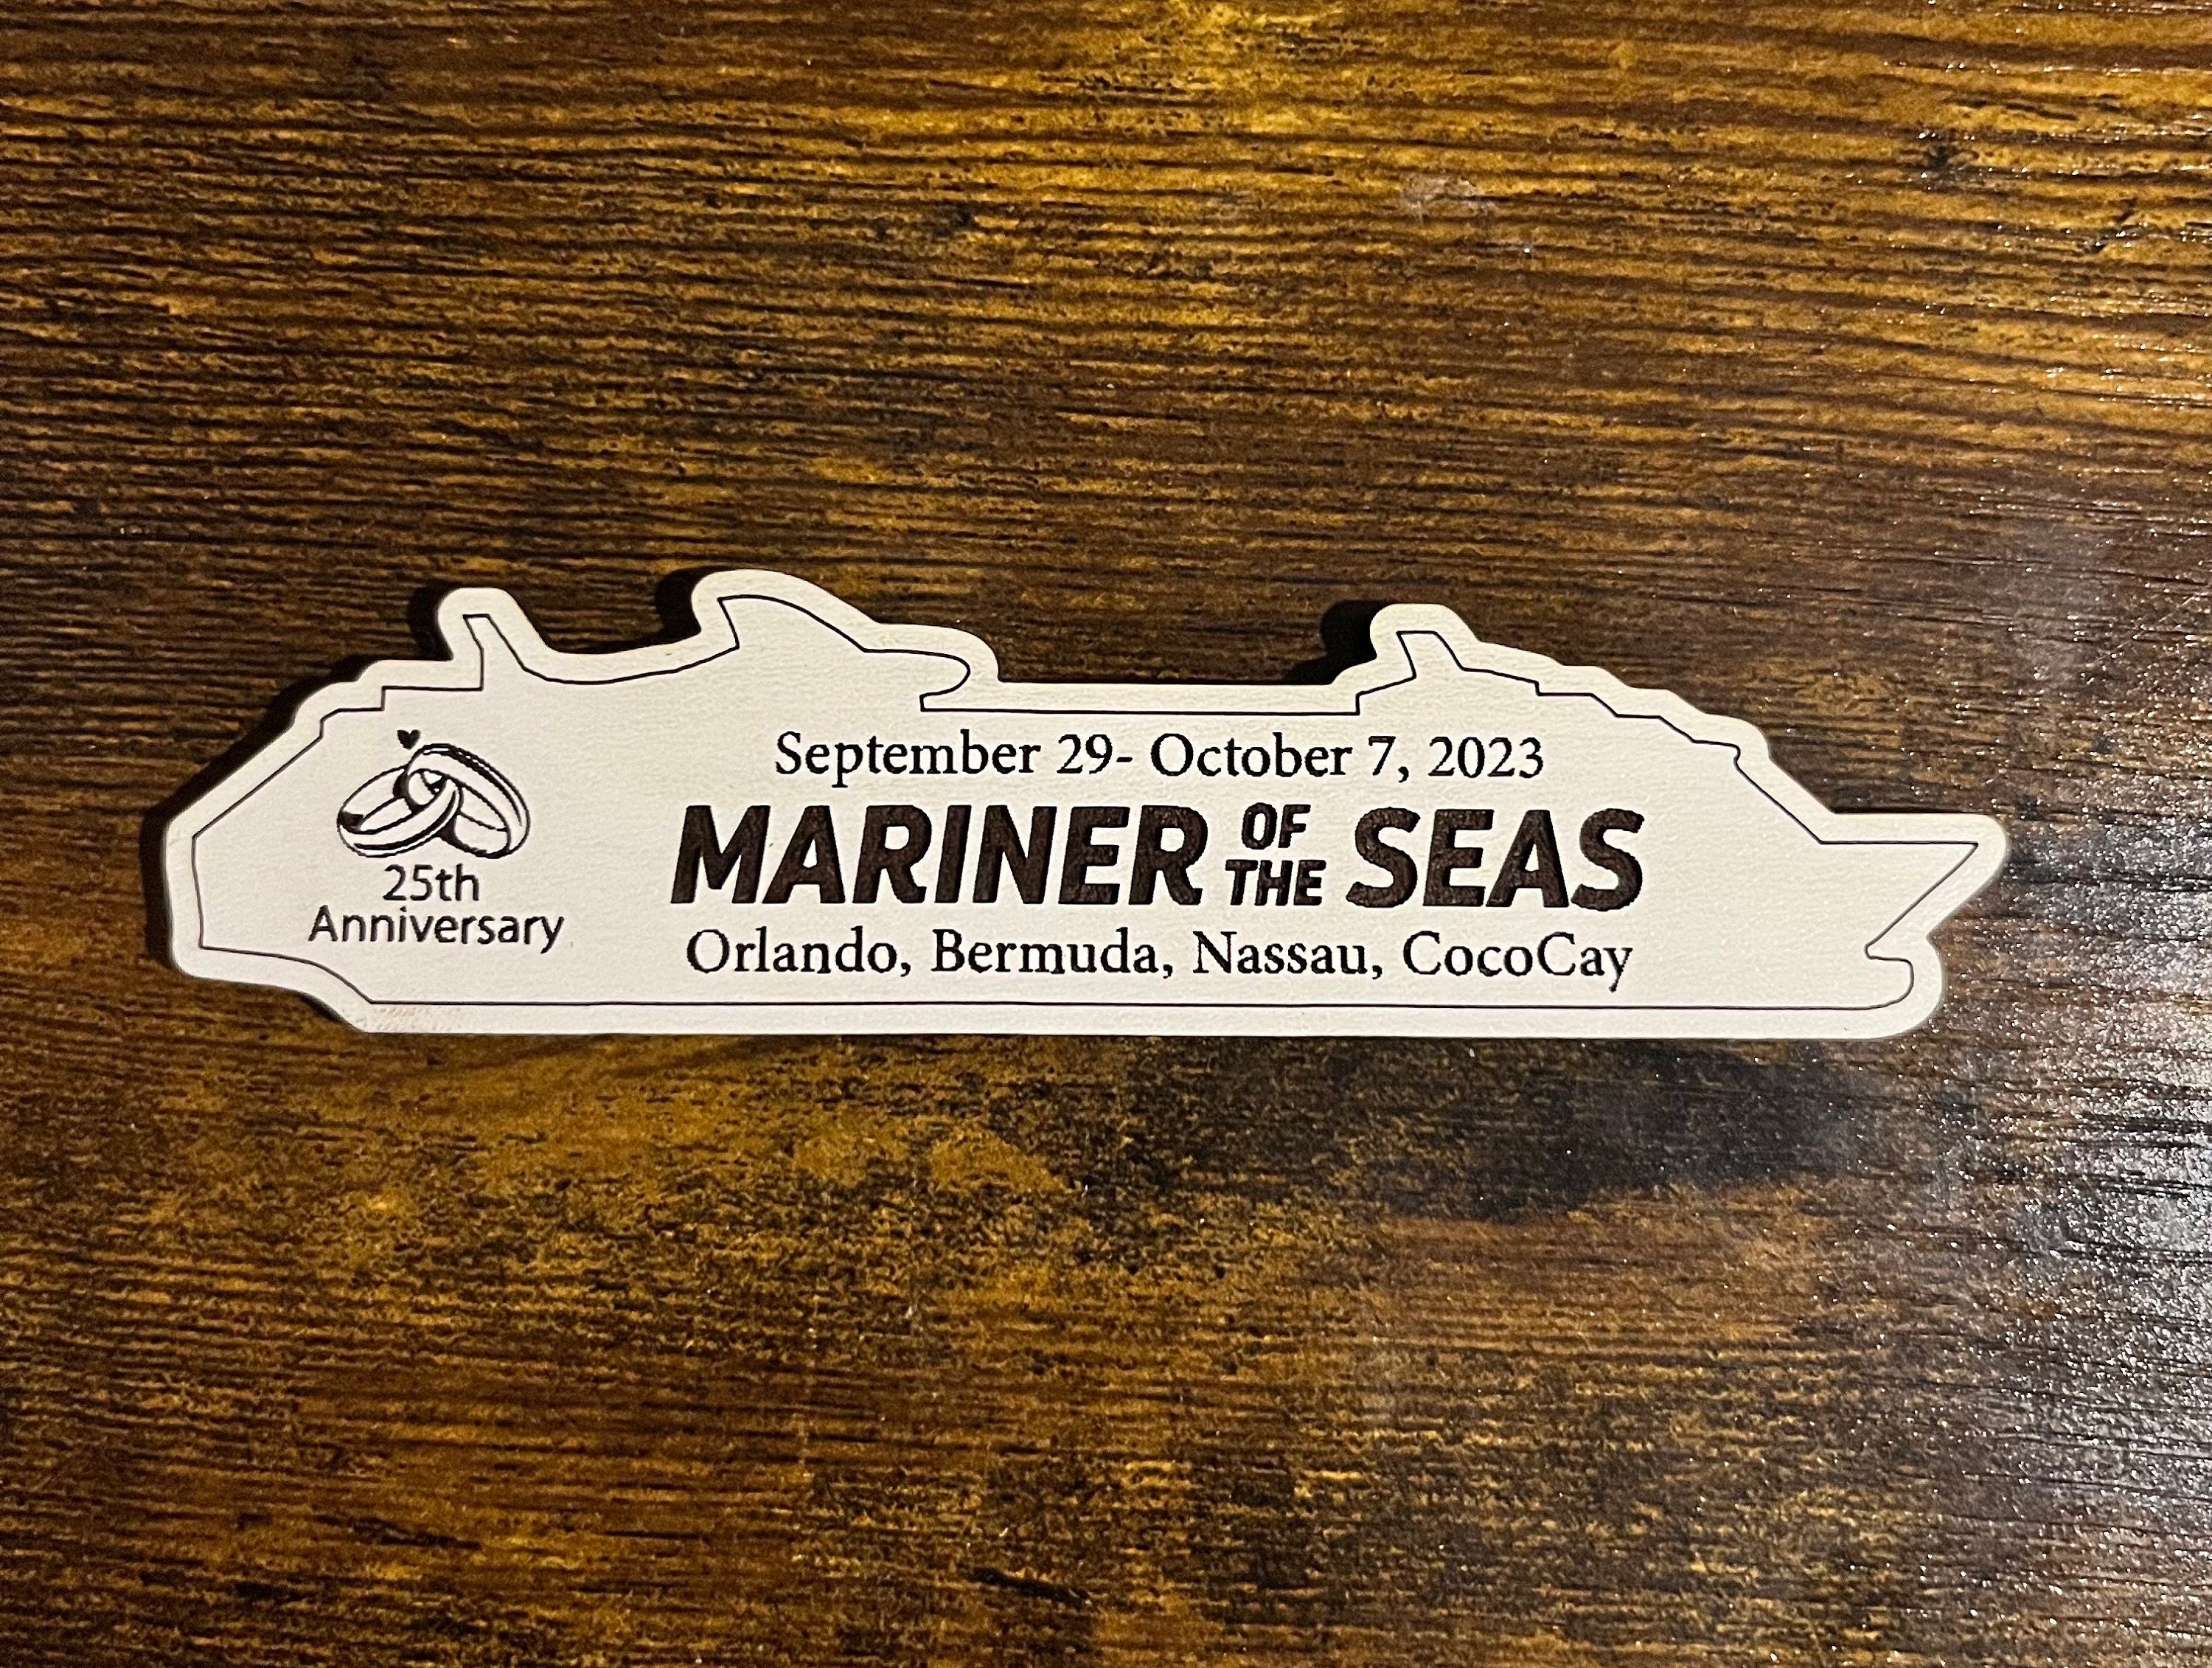 September 29- October 7, 2023
MARINER OF THE SEAS
Orlando, Bermuda, Nassau, CocoCay
25th
Anniversary